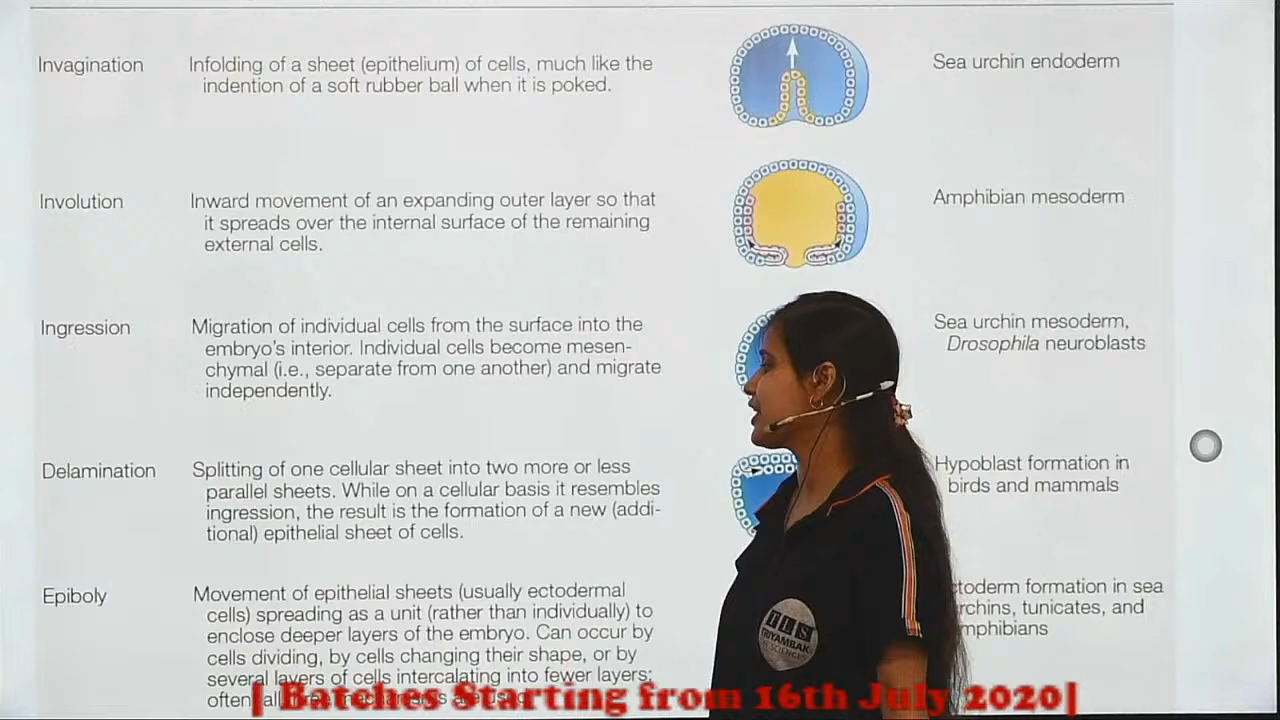 Invagination
Infolding of a sheet (epithelium) of cells, much like the
indention of a soft rubber ball when it is poked.
Sea urchin endoderm
Involution
Inward movement of an expanding outer layer so that
it spreads over the internal surface of the remaining
external cells.
Amphibian mesoderm
Ingression
Migration of individual cells from the surface into the
embryo's interior. Individual cells become mesen-
chymal (i.e., separate from one another) and migrate
independently.
Sea urchin mesoderm,
Drosophila neuroblasts
Delamination
Splitting of one cellular sheet into two more or less
parallel sheets. While on a cellular basis it resembles
ingression, the result is the formation of a new (addi-
tional) epithelial sheet of cells.
Hypoblast formation in
birds and mammals
Epiboly
Movement of epithelial sheets (usually ectodermal
cells) spreading as a unit (rather than individually) to
enclose deeper layers of the embryo. Can occur by
cells dividing, by cells changing their shape, or by
several layers of cells intercalating into fewer layers;
often
toderm formation in sea
rchins, tunicates, and
mphibians
TLS
TRIYAMBAK
SCIENCES
| Batches Starting from 16th July 2020|